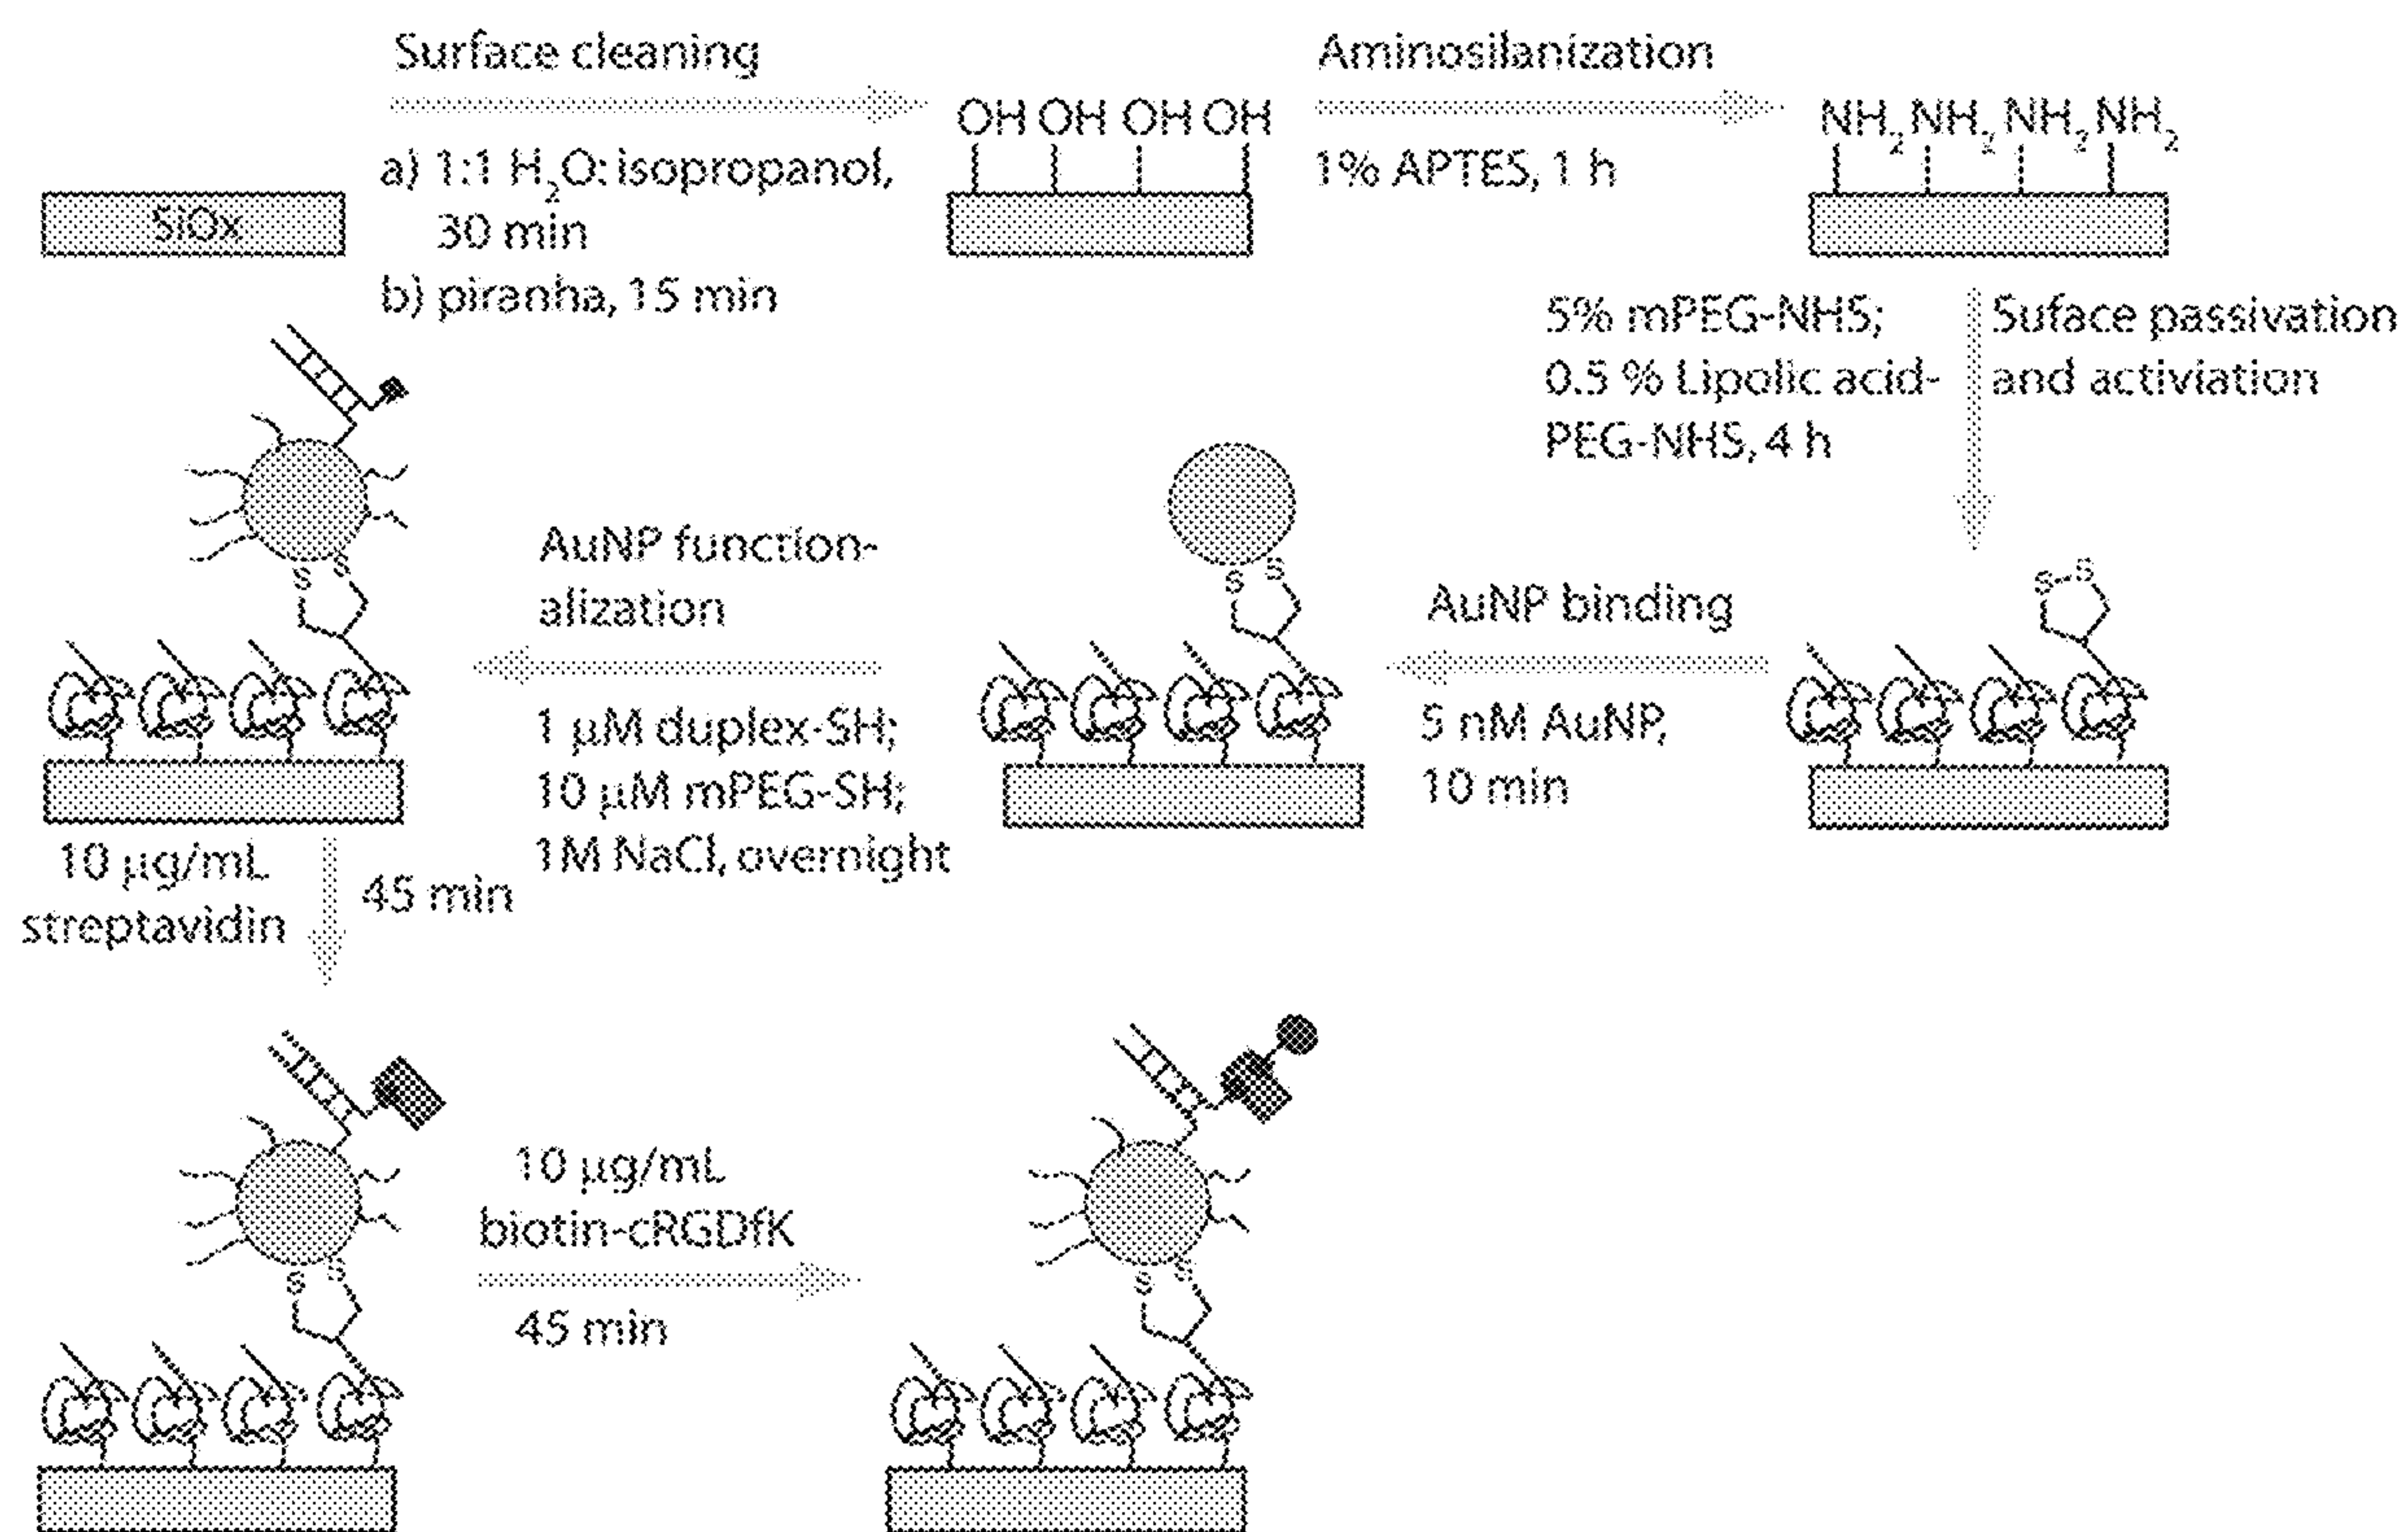 Surface cleaning
a) 1:1 H2O: isopropanol,
30 min
b) piranha, 15 min
SiOx
OH OH OH OH
Aminosilanization
1% APTES, 1 h
NH2 NH2 NH2 NH2
5% mPEG-NHS;
0.5 % Lipolic acid-
PEG-NHS, 4 h
Suface passivation
and activiation
S S
AuNP binding
5 nM AuNP,
10 min
S S
AuNP function-
alization
1 μM duplex-SH;
10 μM mPEG-SH;
1M NaCl, overnight
S S
10 μg/mL
streptavidin
45 min
S S
10 μg/mL
biotin-cRGDfK
45 min
S S